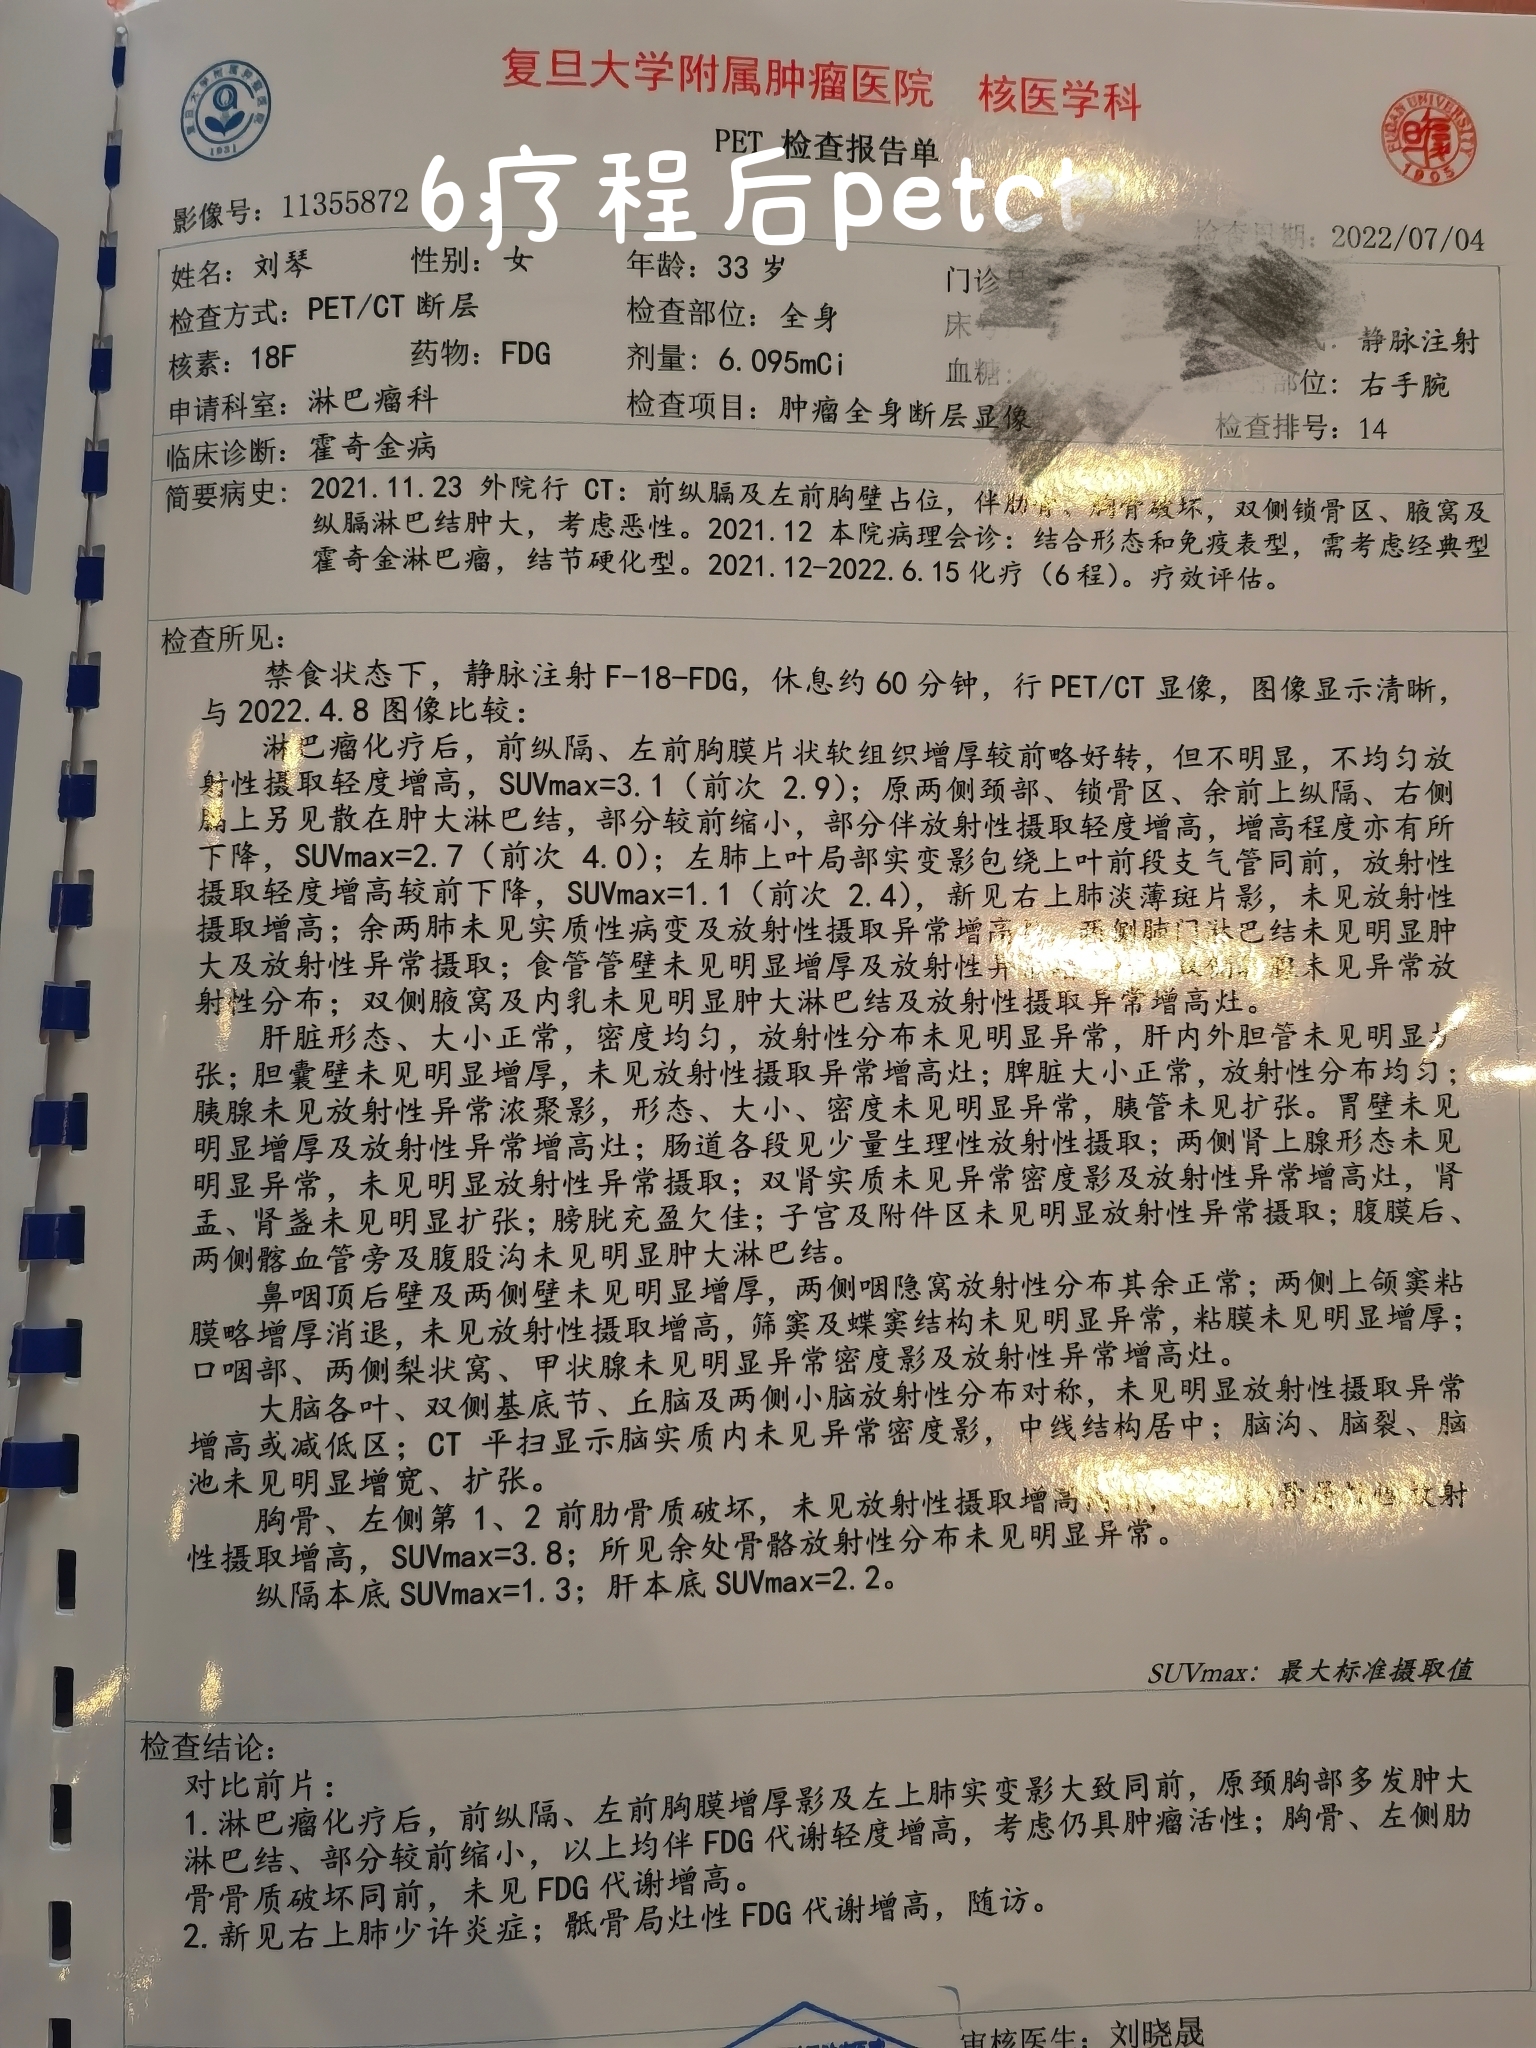 复旦大学附属肿瘤医院 核医学科
PET 检查报告单
6疗程后petct
影像号：11355872
检查日期：2022/07/04
姓名：刘琴 性别：女 年龄：33 岁 门诊
检查方式：PET/CT 断层 检查部位：全身 静脉注射
核素：18F 药物：FDG 剂量：6.095mCi 血糖： 部位：右手腕
申请科室：淋巴瘤科 检查项目：肿瘤全身断层显像 检查排号：14
临床诊断：霍奇金病
简要病史：2021.11.23 外院行 CT：前纵膈及左前胸壁占位，伴肋骨、胸骨破坏，双侧锁骨区、腋窝及
纵膈淋巴结肿大，考虑恶性。2021.12 本院病理会诊：结合形态和免疫表型，需考虑经典型
霍奇金淋巴瘤，结节硬化型。2021.12-2022.6.15 化疗（6 程）。疗效评估。
检查所见：
禁食状态下，静脉注射 F-18-FDG，休息约 60 分钟，行 PET/CT 显像，图像显示清晰，
与 2022.4.8 图像比较：
淋巴瘤化疗后，前纵隔、左前胸膜片状软组织增厚较前略好转，但不明显，不均匀放
射性摄取轻度增高，SUVmax=3.1（前次 2.9）；原两侧颈部、锁骨区、余前上纵隔、右侧
膈上另见散在肿大淋巴结，部分较前缩小，部分伴放射性摄取轻度增高，增高程度亦有所
下降，SUVmax=2.7（前次 4.0）；左肺上叶局部实变影包绕上叶前段支气管同前，放射性
摄取轻度增高较前下降，SUVmax=1.1（前次 2.4），新见右上肺淡薄斑片影，未见放射性
摄取增高；余两肺未见实质性病变及放射性摄取异常增高 两侧肺门淋巴结未见明显肿
大及放射性异常摄取；食管管壁未见明显增厚及放射性异 未见异常放
射性分布；双侧腋窝及内乳未见明显肿大淋巴结及放射性摄取异常增高灶。
肝脏形态、大小正常，密度均匀，放射性分布未见明显异常，肝内外胆管未见明显扩
张；胆囊壁未见明显增厚，未见放射性摄取异常增高灶；脾脏大小正常，放射性分布均匀；
胰腺未见放射性异常浓聚影，形态、大小、密度未见明显异常，胰管未见扩张。胃壁未见
明显增厚及放射性异常增高灶；肠道各段见少量生理性放射性摄取；两侧肾上腺形态未见
明显异常，未见明显放射性异常摄取；双肾实质未见异常密度影及放射性异常增高灶，肾
盂、肾盏未见明显扩张；膀胱充盈欠佳；子宫及附件区未见明显放射性异常摄取；腹膜后、
两侧髂血管旁及腹股沟未见明显肿大淋巴结。
鼻咽顶后壁及两侧壁未见明显增厚，两侧咽隐窝放射性分布其余正常；两侧上颌窦粘
膜略增厚消退，未见放射性摄取增高，筛窦及蝶窦结构未见明显异常，粘膜未见明显增厚；
口咽部、两侧梨状窝、甲状腺未见明显异常密度影及放射性异常增高灶。
大脑各叶、双侧基底节、丘脑及两侧小脑放射性分布对称，未见明显放射性摄取异常
增高或减低区；CT 平扫显示脑实质内未见异常密度影，中线结构居中；脑沟、脑裂、脑
池未见明显增宽、扩张。
胸骨、左侧第 1、2 前肋骨质破坏，未见放射性摄取增高 放射
性摄取增高，SUVmax=3.8；所见余处骨骼放射性分布未见明显异常。
纵隔本底 SUVmax=1.3；肝本底 SUVmax=2.2。
SUVmax：最大标准摄取值
检查结论：
对比前片：
1.淋巴瘤化疗后，前纵隔、左前胸膜增厚影及左上肺实变影大致同前，原颈胸部多发肿大
淋巴结、部分较前缩小，以上均伴 FDG 代谢轻度增高，考虑仍具肿瘤活性；胸骨、左侧肋
骨骨质破坏同前，未见 FDG 代谢增高。
2.新见右上肺少许炎症；骶骨局灶性 FDG 代谢增高，随访。
审核医生：刘晓晟